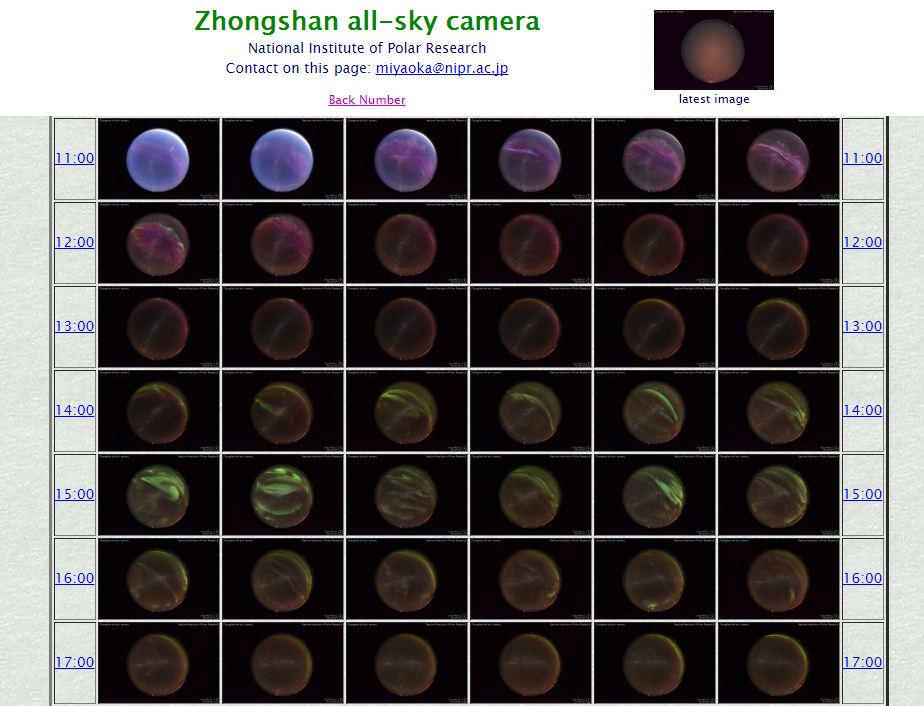 Zhongshan all-sky camera
National Institute of Polar Research
Contact on this page: miyaoka@nipr.ac.jp
Back Number
latest image
11:00 11:00
12:00 12:00
13:00 13:00
14:00 14:00
15:00 15:00
16:00 16:00
17:00 17:00